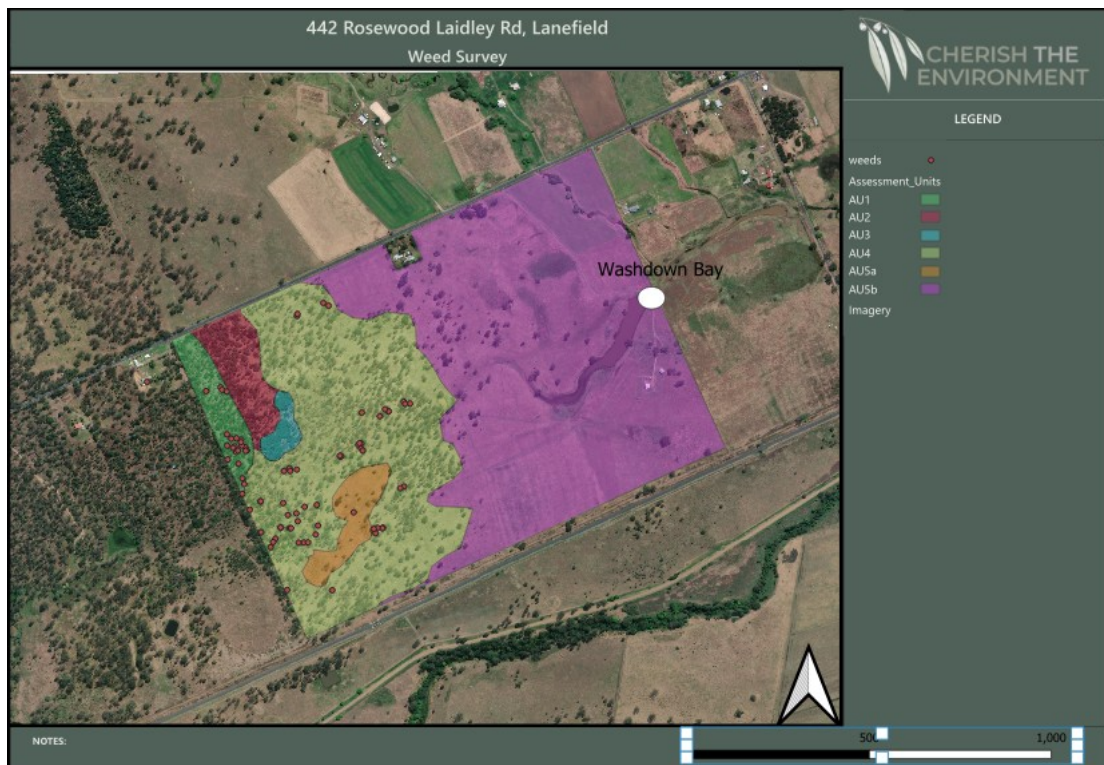 442 Rosewood Laidley Rd, Lanefield
Weed Survey
CHERISH THE
ENVIRONMENT
LEGEND
weeds
Assessment_Units
AU1
AU2
AU3
AU4
AU5a
AU5b
Imagery
Washdown Bay
NOTES:
1,000